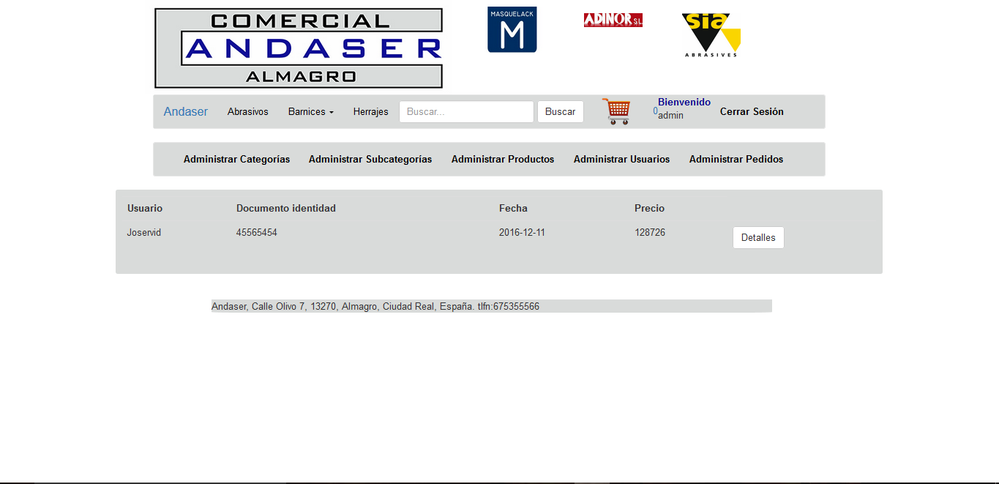 COMERCIAL
ANDASER
ALMAGRO
MASQUELACK
M
ADINOR S.L
sia
ABRASIVES
Andaser Abrasivos Barnices Herrajes Buscar... Buscar 0 Bienvenido admin Cerrar Sesión
Administrar Categorías Administrar Subcategorías Administrar Productos Administrar Usuarios Administrar Pedidos
Usuario Documento identidad Fecha Precio
Joservid 45565454 2016-12-11 128726 Detalles
Andaser, Calle Olivo 7, 13270, Almagro, Ciudad Real, España. tlfn:675355566